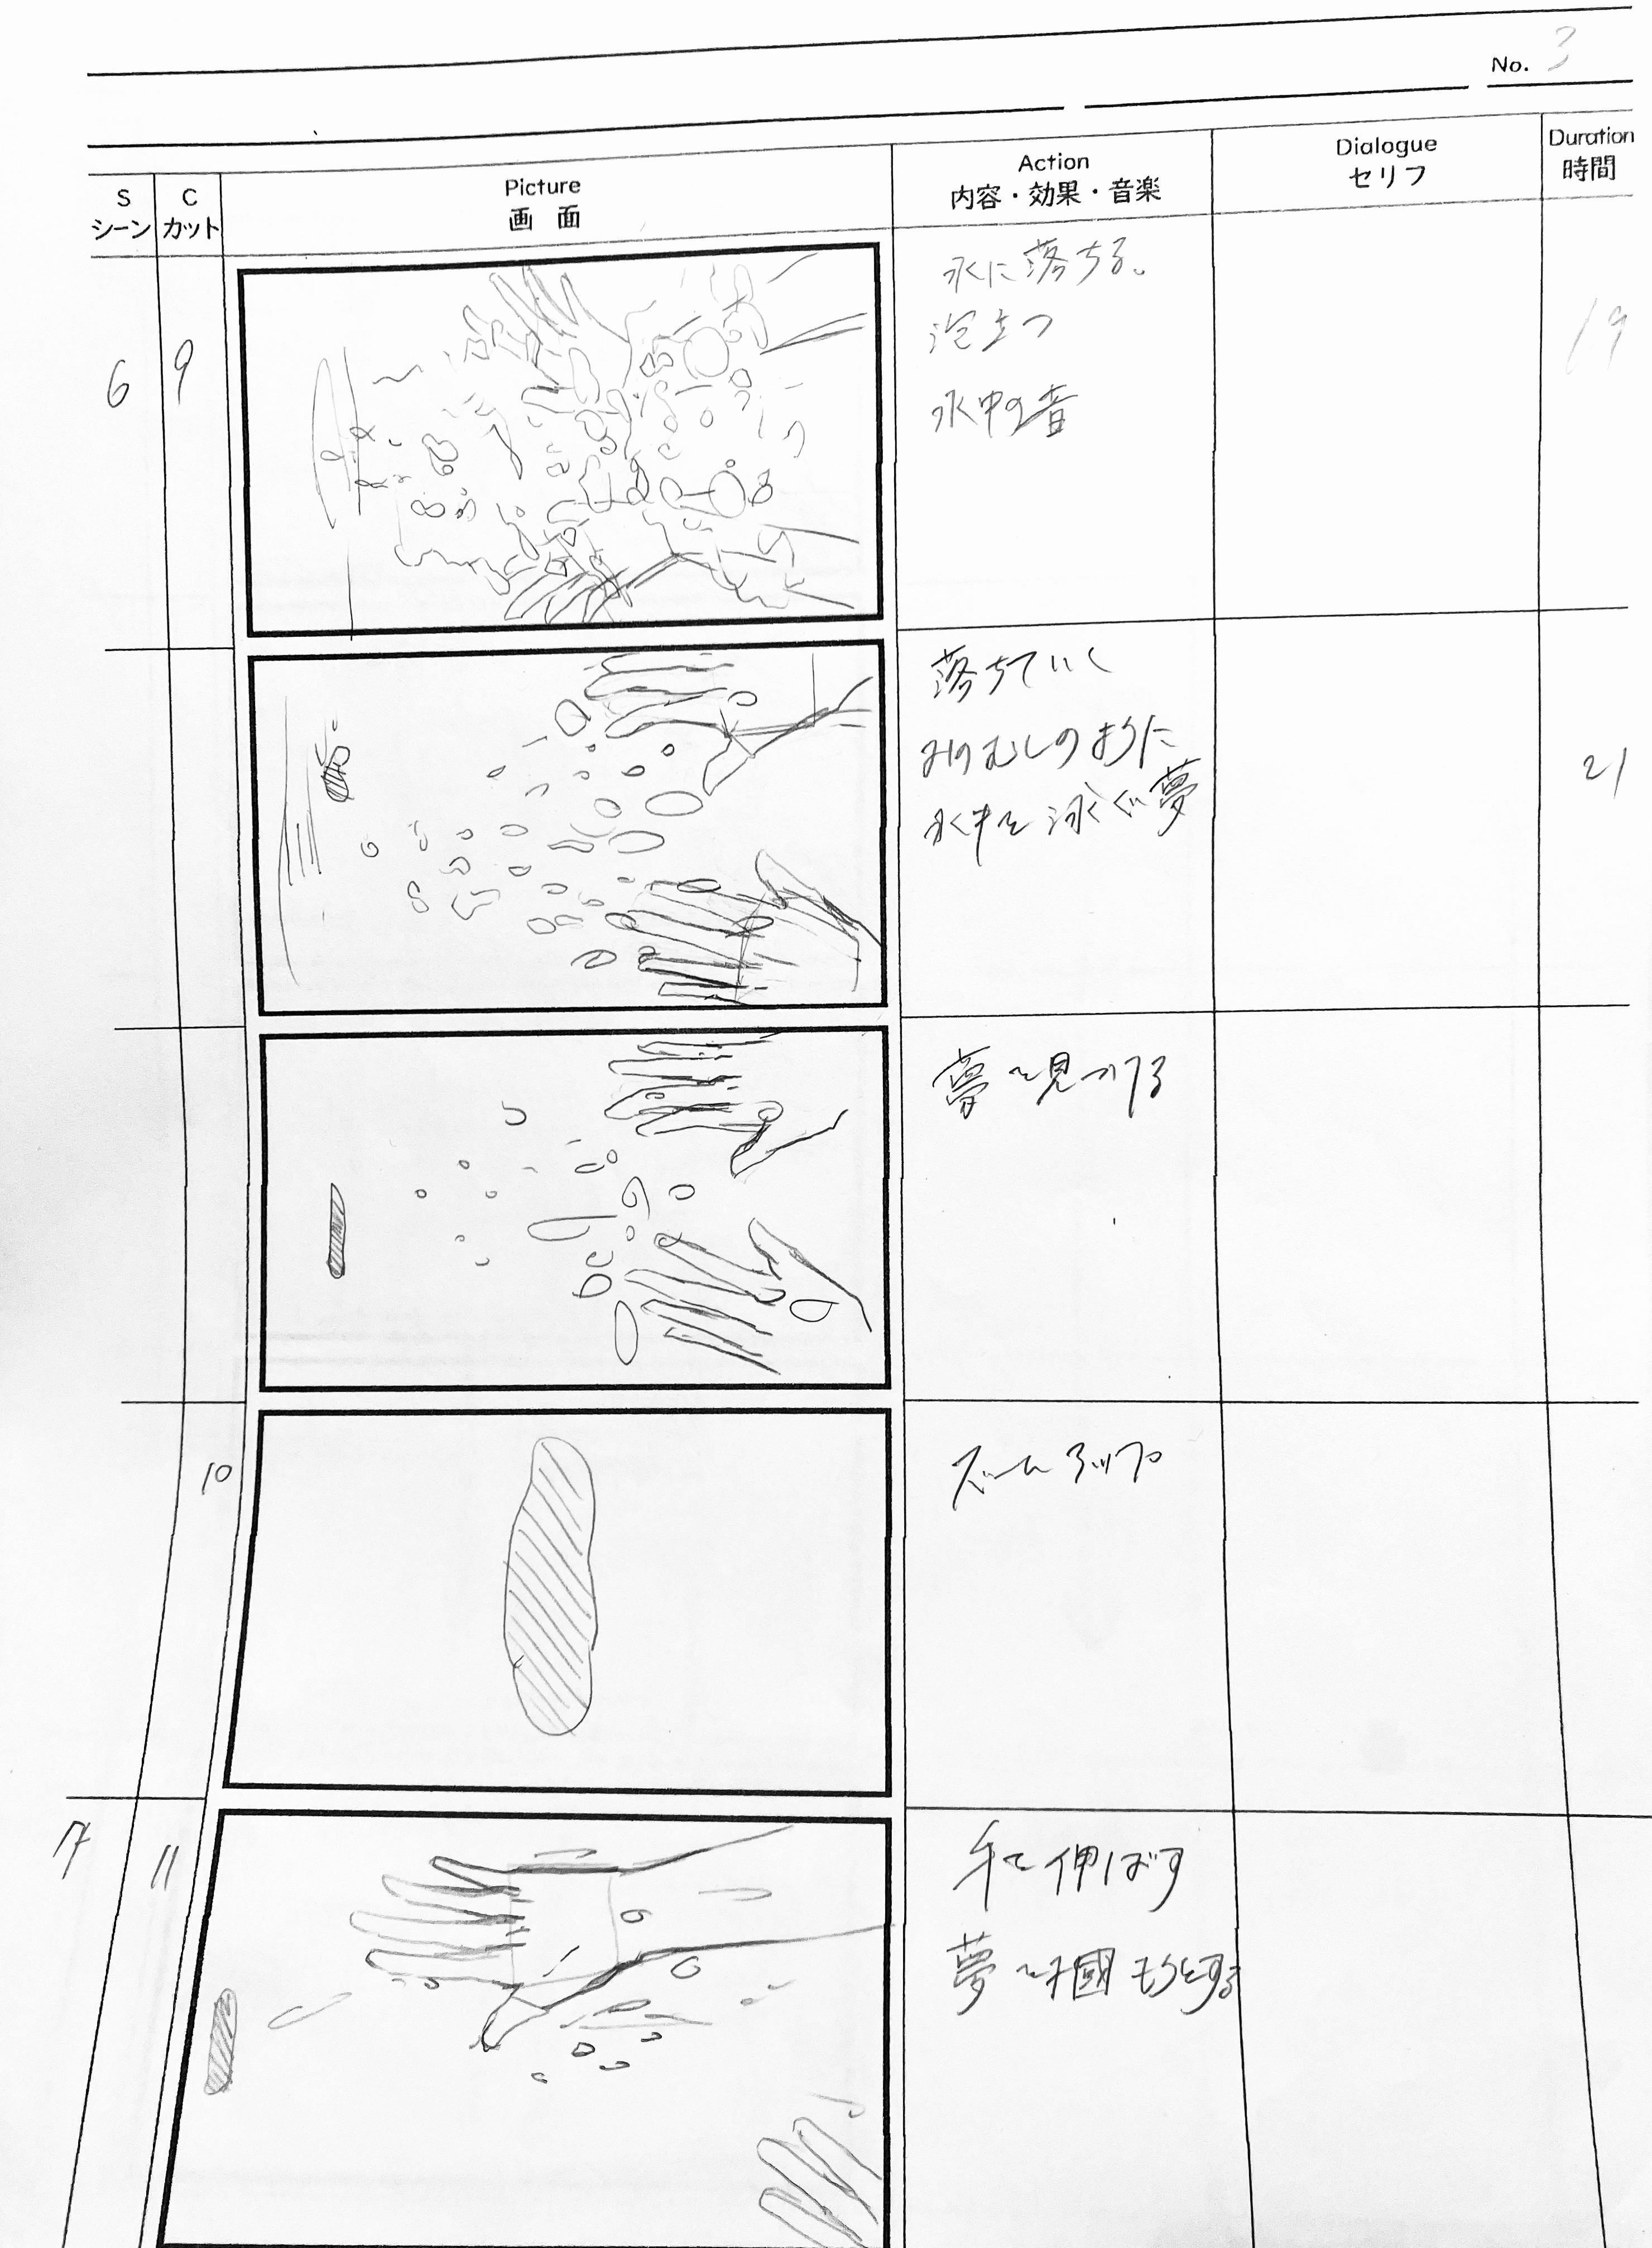 No. 3
S シーン
C カット
Picture 画面
Action 内容・効果・音楽
Dialogue セリフ
Duration 時間
6
9
水に落ちる。
泡立つ
水中の音
19
落ちていく
みのむしのように
水中を泳ぐ夢
21
夢を見つける
10
ズームアップ
7
11
手を伸ばす
夢を掴もうとする